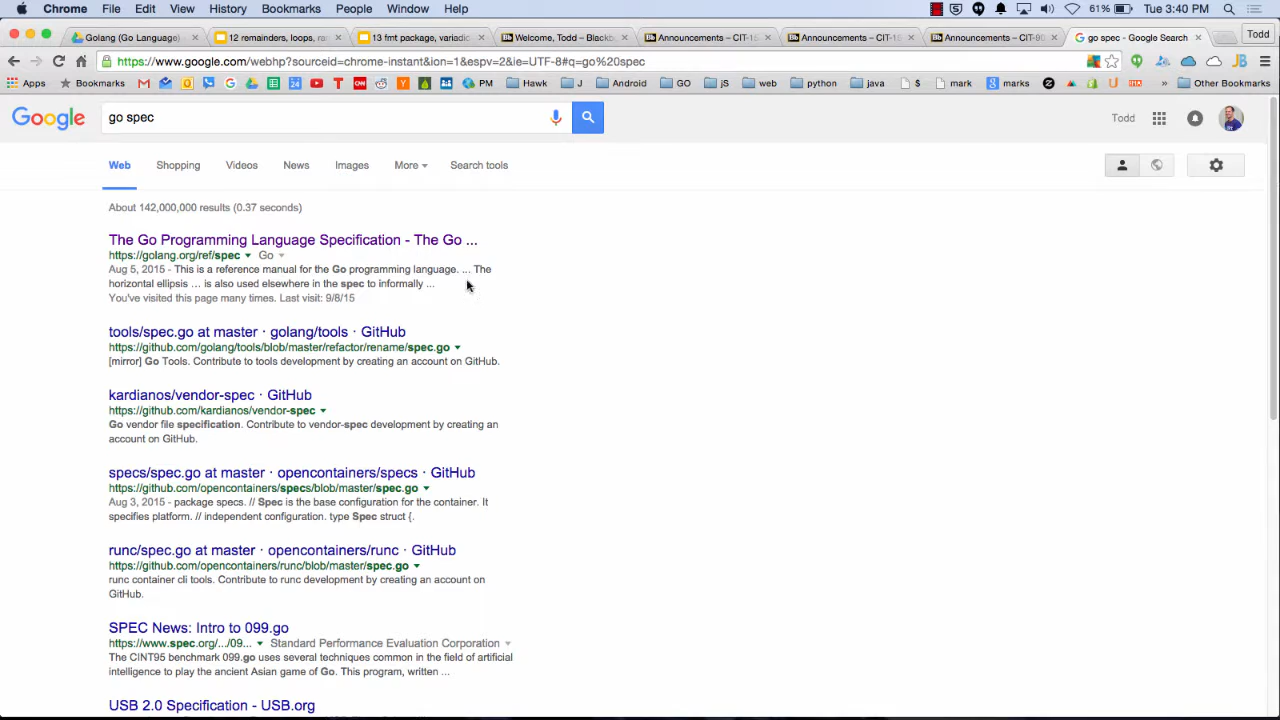 Chrome File Edit View History Bookmarks People Window Help 61% Tue 3:40 PM
Golang (Go Language) 12 remainders, loops, ra 13 fmt package, variadic Welcome, Todd – Blackb Announcements – CIT-15 Announcements – CIT-15 Announcements – CIT-90 go spec - Google Search Todd
https://www.google.com/webhp?sourceid=chrome-instant&ion=1&espv=2&ie=UTF-8#q=go%20spec
Apps Bookmarks PM Hawk J Android GO jS web python java $ mark marks » Other Bookmarks
Google go spec Todd
Web Shopping Videos News Images More Search tools
About 142,000,000 results (0.37 seconds)
The Go Programming Language Specification - The Go ...
https://golang.org/ref/spec Go
Aug 5, 2015 - This is a reference manual for the Go programming language. ... The
horizontal ellipsis ... is also used elsewhere in the spec to informally ...
You've visited this page many times. Last visit: 9/8/15
tools/spec.go at master · golang/tools · GitHub
https://github.com/golang/tools/blob/master/refactor/rename/spec.go
[mirror] Go Tools. Contribute to tools development by creating an account on GitHub.
kardianos/vendor-spec · GitHub
https://github.com/kardianos/vendor-spec
Go vendor file specification. Contribute to vendor-spec development by creating an
account on GitHub.
specs/spec.go at master · opencontainers/specs · GitHub
https://github.com/opencontainers/specs/blob/master/spec.go
Aug 3, 2015 - package specs. // Spec is the base configuration for the container. It
specifies platform. // independent configuration. type Spec struct {.
runc/spec.go at master · opencontainers/runc · GitHub
https://github.com/opencontainers/runc/blob/master/spec.go
runc container cli tools. Contribute to runc development by creating an account on
GitHub.
SPEC News: Intro to 099.go
https://www.spec.org/.../09... Standard Performance Evaluation Corporation
The CINT95 benchmark 099.go uses several techniques common in the field of artificial
intelligence to play the ancient Asian game of Go. This program, written ...
USB 2.0 Specification - USB.org